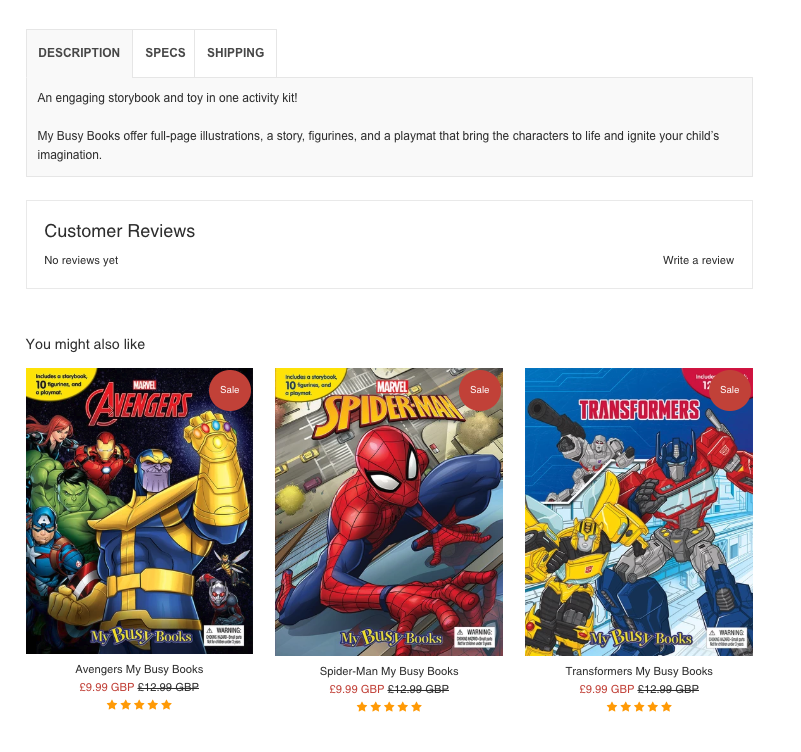 DESCRIPTION SPECS SHIPPING
An engaging storybook and toy in one activity kit!
My Busy Books offer full-page illustrations, a story, figurines, and a playmat that bring the characters to life and ignite your child's
imagination.
Customer Reviews
No reviews yet Write a review
You might also like
includes a storybook,
10 figurines, and
a playmat.
MARVEL
AVENGERS
Sale
My Busy Books
WARNING:
includes a storybook,
10 figurines, and
a playmat.
MARVEL
SPIDER-MAN
Sale
My Busy Books
WARNING:
Includes
12
TRANSFORMERS
Sale
My Busy Books
WARNING:
Avengers My Busy Books
£9.99 GBP £12.99 GBP
Spider-Man My Busy Books
£9.99 GBP £12.99 GBP
Transformers My Busy Books
£9.99 GBP £12.99 GBP